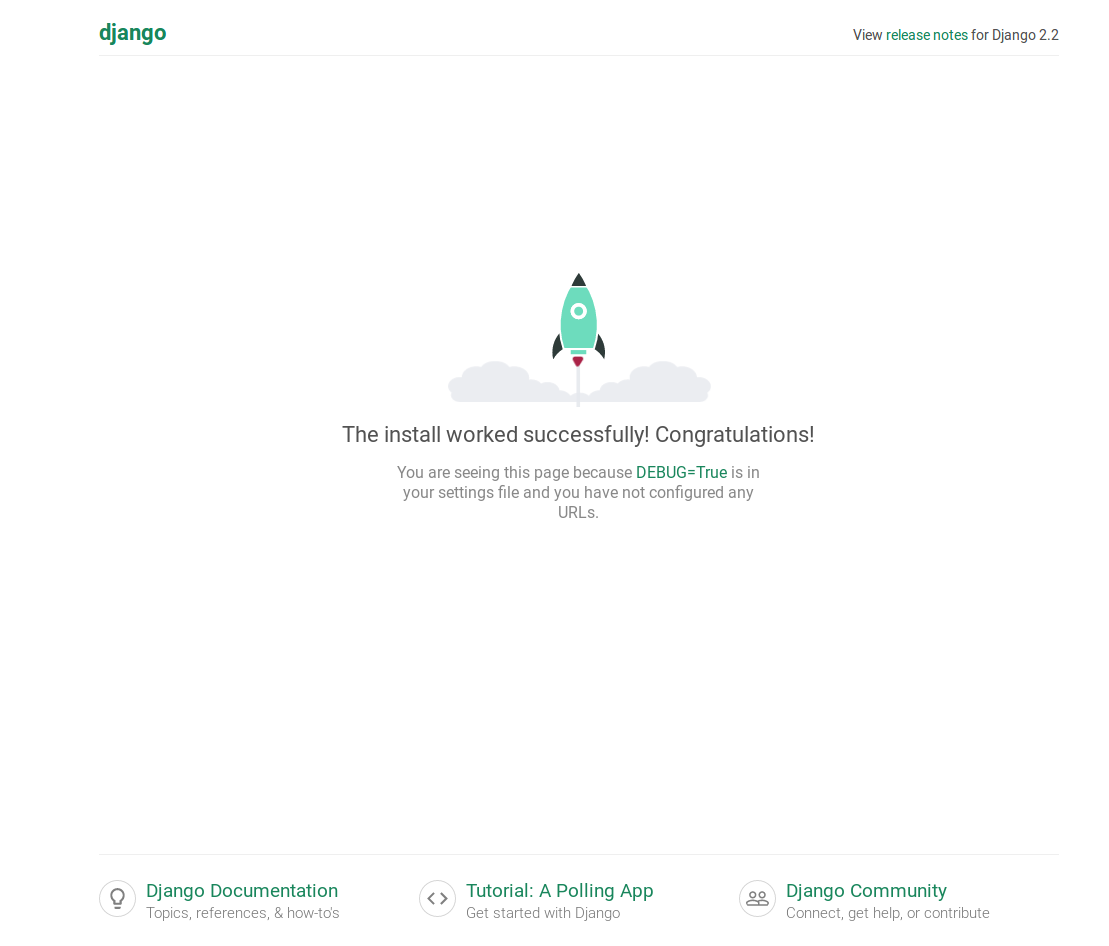 django
View release notes for Django 2.2
The install worked successfully! Congratulations!
You are seeing this page because DEBUG=True is in
your settings file and you have not configured any
URLs.
Django Documentation
Topics, references, & how-to's
Tutorial: A Polling App
Get started with Django
Django Community
Connect, get help, or contribute